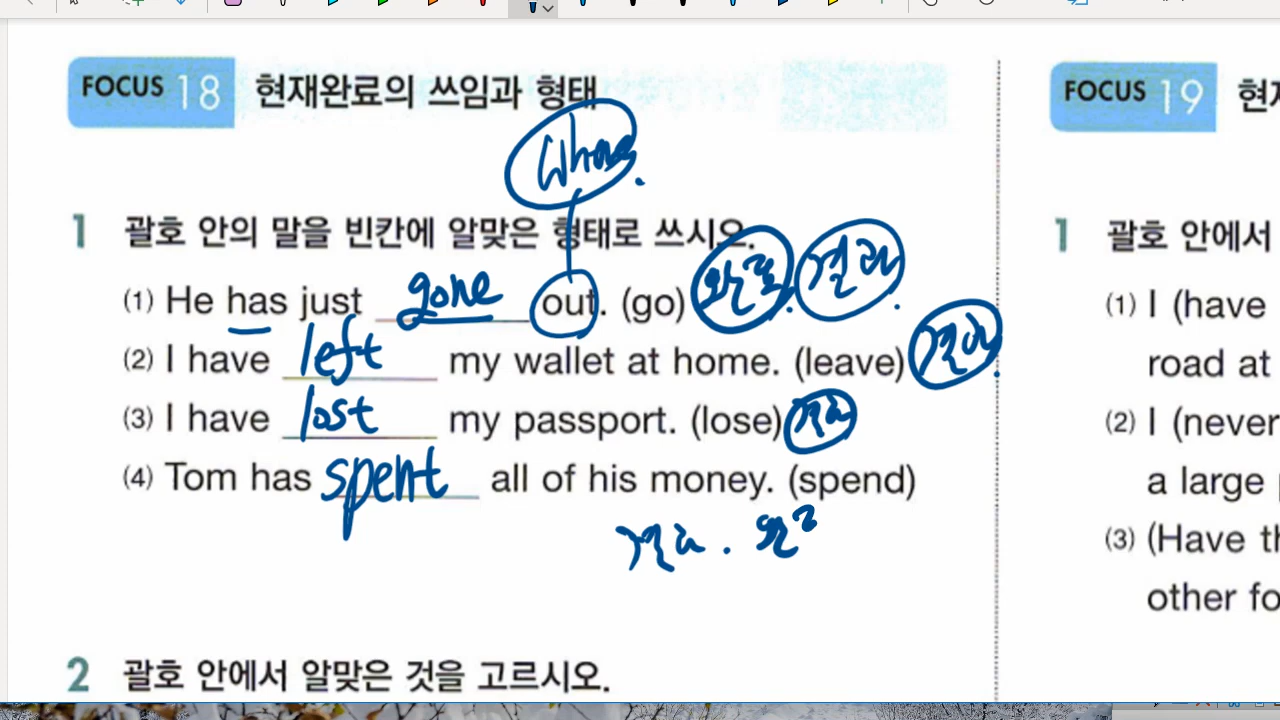 FOCUS 18 현재완료의 쓰임과 형태
1 괄호 안의 말을 빈칸에 알맞은 형태로 쓰시오.
(1) He has just gone out. (go) 완료. 결과.
(2) I have left my wallet at home. (leave) 결과.
(3) I have lost my passport. (lose) 결과
(4) Tom has spent all of his money. (spend)
결과.
2 괄호 안에서 알맞은 것을 고르시오.
FOCUS 19
1 괄호 안에서
(1) I (have
road at
(2) I (never
a large
(3) (Have th
other fo